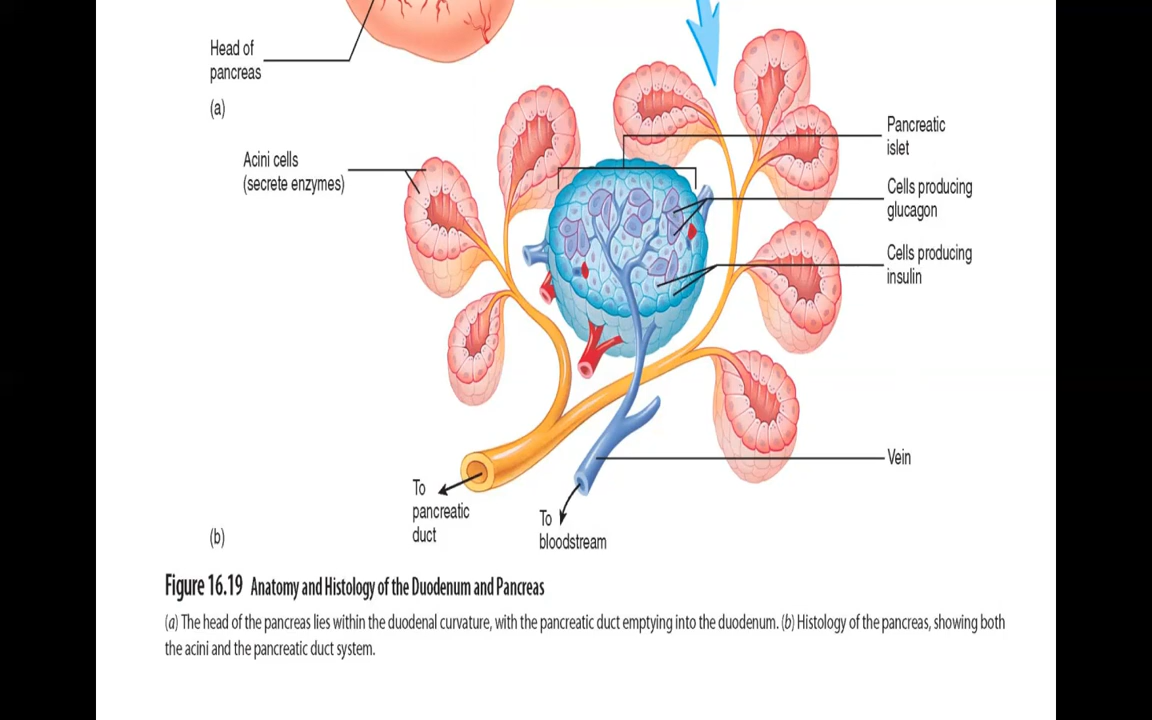 Head of
pancreas
(a)
Acini cells
(secrete enzymes)
Pancreatic
islet
Cells producing
glucagon
Cells producing
insulin
Vein
To
pancreatic
duct
To
bloodstream
(b)
Figure 16.19 Anatomy and Histology of the Duodenum and Pancreas
(a) The head of the pancreas lies within the duodenal curvature, with the pancreatic duct emptying into the duodenum. (b) Histology of the pancreas, showing both
the acini and the pancreatic duct system.